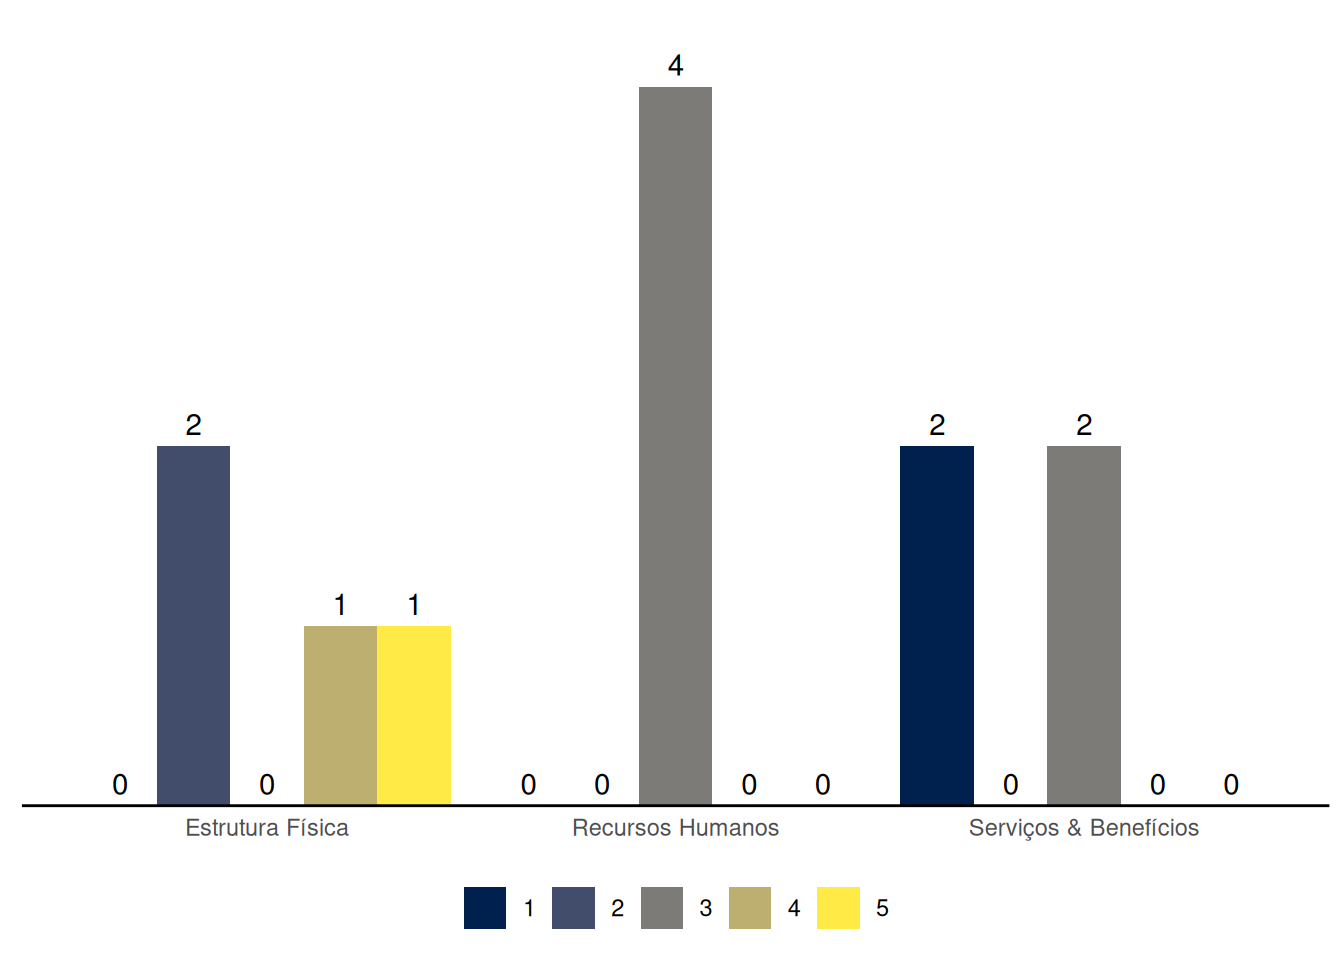 4
2 2 2
1 1
0 0 0 0 0 0 0 0 0
Estrutura Física Recursos Humanos Serviços & Benefícios
1 2 3 4 5